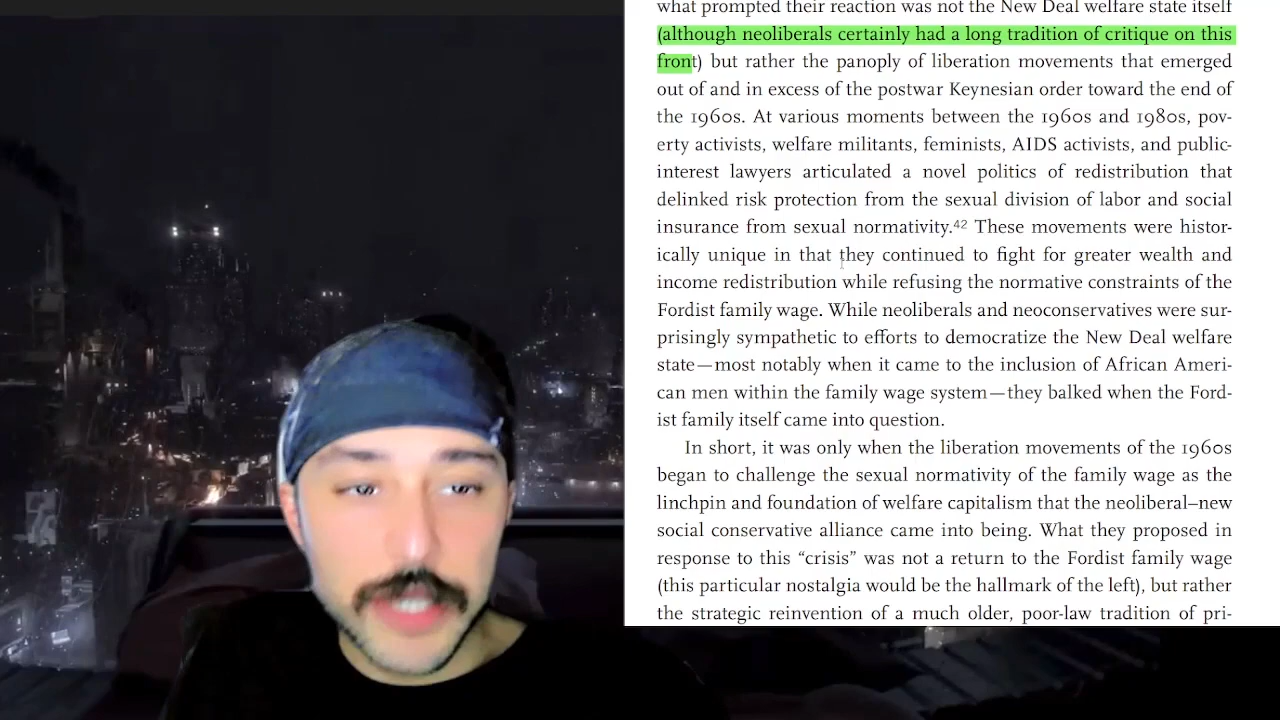 what prompted their reaction was not the New Deal welfare state itself
(although neoliberals certainly had a long tradition of critique on this
front) but rather the panoply of liberation movements that emerged
out of and in excess of the postwar Keynesian order toward the end of
the 1960s. At various moments between the 1960s and 1980s, pov-
erty activists, welfare militants, feminists, AIDS activists, and public-
interest lawyers articulated a novel politics of redistribution that
delinked risk protection from the sexual division of labor and social
insurance from sexual normativity.42 These movements were histor-
ically unique in that they continued to fight for greater wealth and
income redistribution while refusing the normative constraints of the
Fordist family wage. While neoliberals and neoconservatives were sur-
prisingly sympathetic to efforts to democratize the New Deal welfare
state—most notably when it came to the inclusion of African Ameri-
can men within the family wage system—they balked when the Ford-
ist family itself came into question.
In short, it was only when the liberation movements of the 1960s
began to challenge the sexual normativity of the family wage as the
linchpin and foundation of welfare capitalism that the neoliberal–new
social conservative alliance came into being. What they proposed in
response to this “crisis” was not a return to the Fordist family wage
(this particular nostalgia would be the hallmark of the left), but rather
the strategic reinvention of a much older, poor-law tradition of pri-